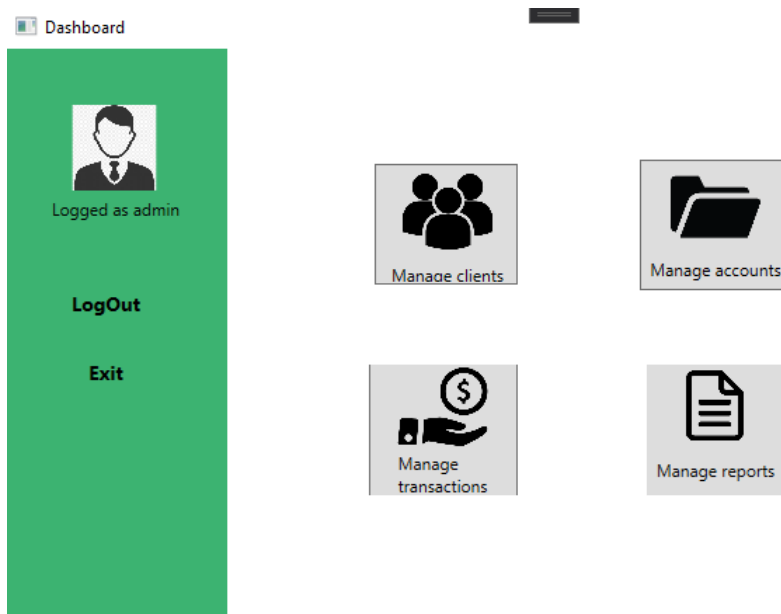 Dashboard
Logged as admin
LogOut
Exit
Manage clients
Manage accounts
$
Manage
transactions
Manage reports